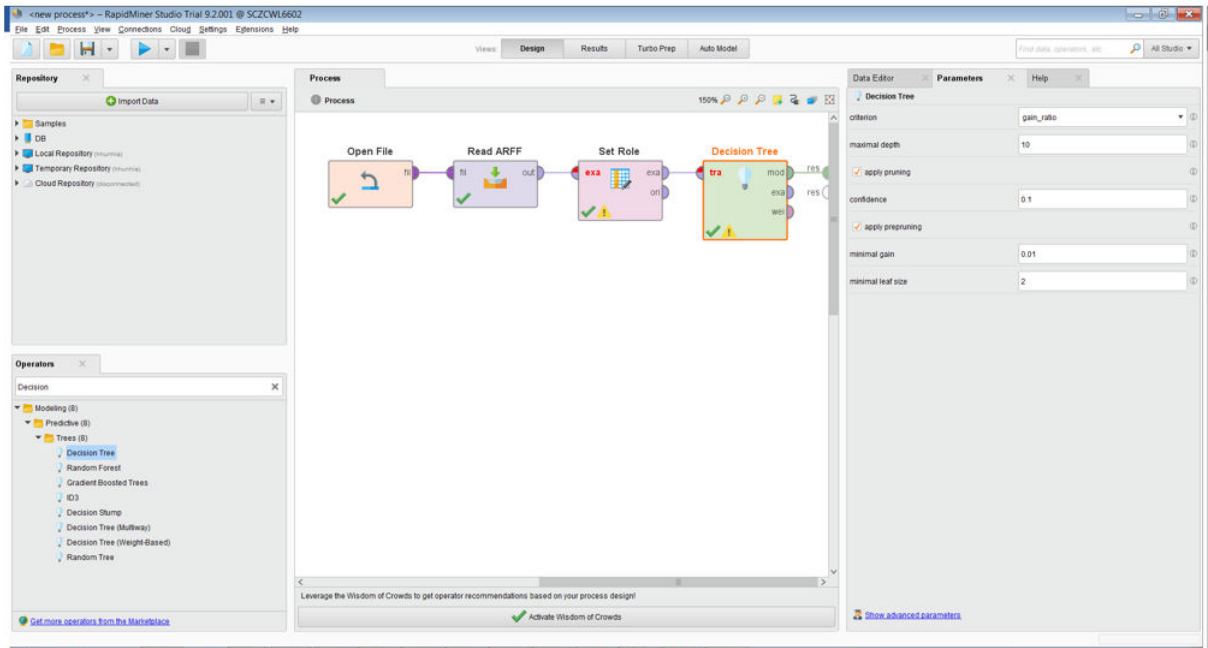 <new process*> – RapidMiner Studio Trial 9.2.001 @ SCZCWL6602
File Edit Process View Connections Cloud Settings Extensions Help
Views: Design Results Turbo Prep Auto Model
Find data, operators, etc
All Studio
Repository
Import Data
Samples
DB
Local Repository
Temporary Repository
Cloud Repository (disconnected)
Operators
Decision
Modeling (8)
Predictive (8)
Trees (8)
Decision Tree
Random Forest
Gradient Boosted Trees
ID3
Decision Stump
Decision Tree (Multiway)
Decision Tree (Weight-Based)
Random Tree
Get more operators from the Marketplace
Process
Process
150%
Open File
fil
Read ARFF
fil out
Set Role
exa exa
ori
Decision Tree
tra mod
exa
wei
res
res
Leverage the Wisdom of Crowds to get operator recommendations based on your process design!
Activate Wisdom of Crowds
Data Editor Parameters Help
Decision Tree
criterion gain_ratio
maximal depth 10
apply pruning
confidence 0.1
apply prepruning
minimal gain 0.01
minimal leaf size 2
Show advanced parameters